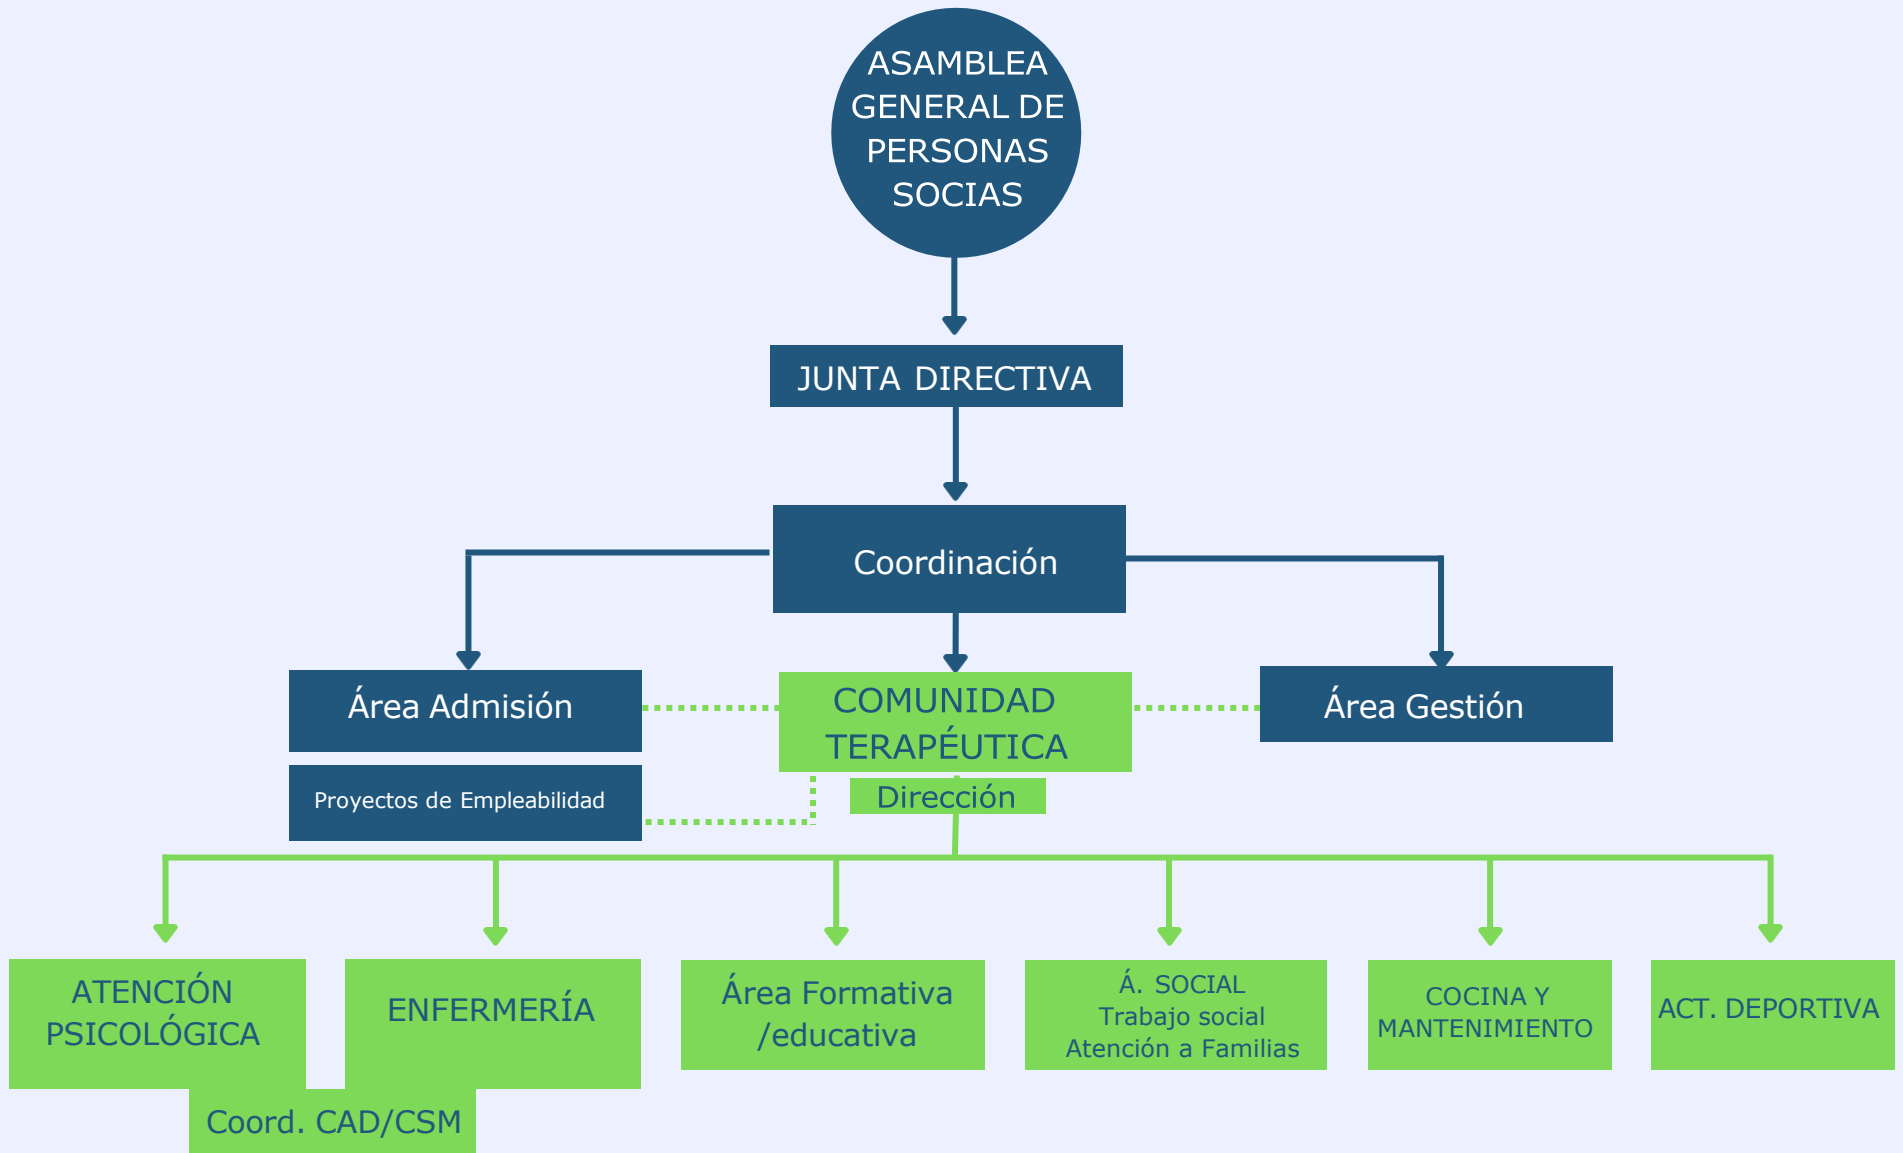 ASAMBLEA
GENERAL DE
PERSONAS
SOCIAS
JUNTA DIRECTIVA
Coordinación
Área Admisión
COMUNIDAD
TERAPÉUTICA
Área Gestión
Proyectos de Empleabilidad
Dirección
ATENCIÓN
PSICOLÓGICA
ENFERMERÍA
Área Formativa
/educativa
Á. SOCIAL
Trabajo social
Atención a Familias
COCINA Y
MANTENIMIENTO
ACT. DEPORTIVA
Coord. CAD/CSM